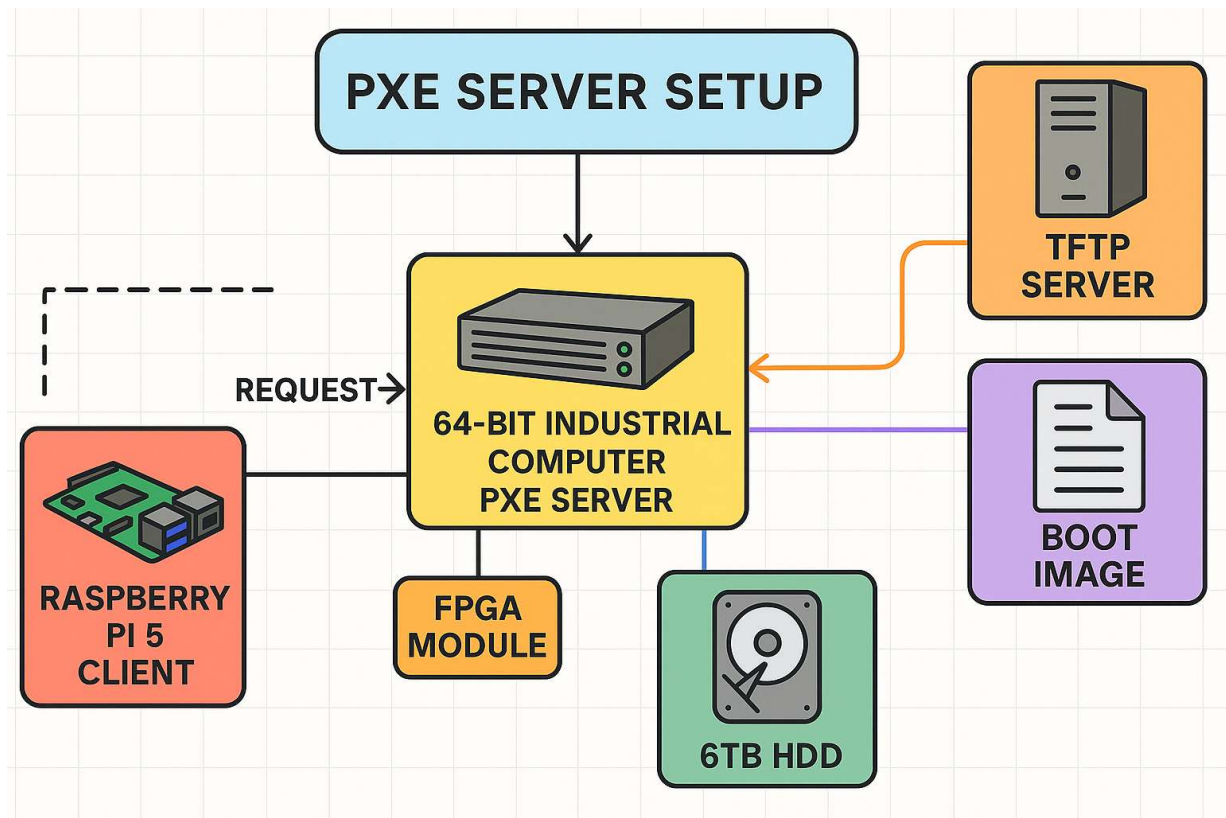 PXE SERVER SETUP
TFTP
SERVER
REQUEST
64-BIT INDUSTRIAL
COMPUTER
PXE SERVER
BOOT
IMAGE
RASPBERRY
PI 5
CLIENT
FPGA
MODULE
6TB HDD